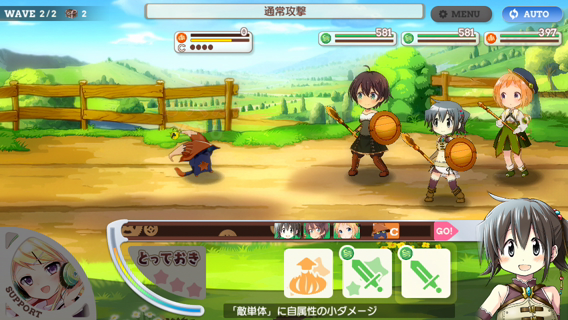 WAVE 2/2 2
通常攻撃
MENU
AUTO
0
C
581
581
397
C
GO!
とっておき
SUPPORT
「敵単体」に自属性の小ダメージ